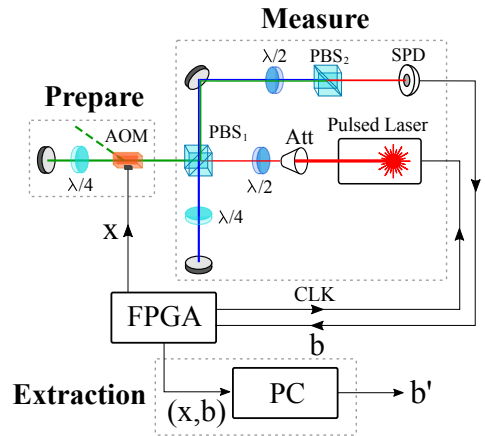 Measure
λ/2
PBS₂
SPD
Prepare
AOM
PBS₁
Att
Pulsed Laser
λ/4
λ/2
λ/4
x
CLK
FPGA
b
Extraction
(x,b)
PC
b'